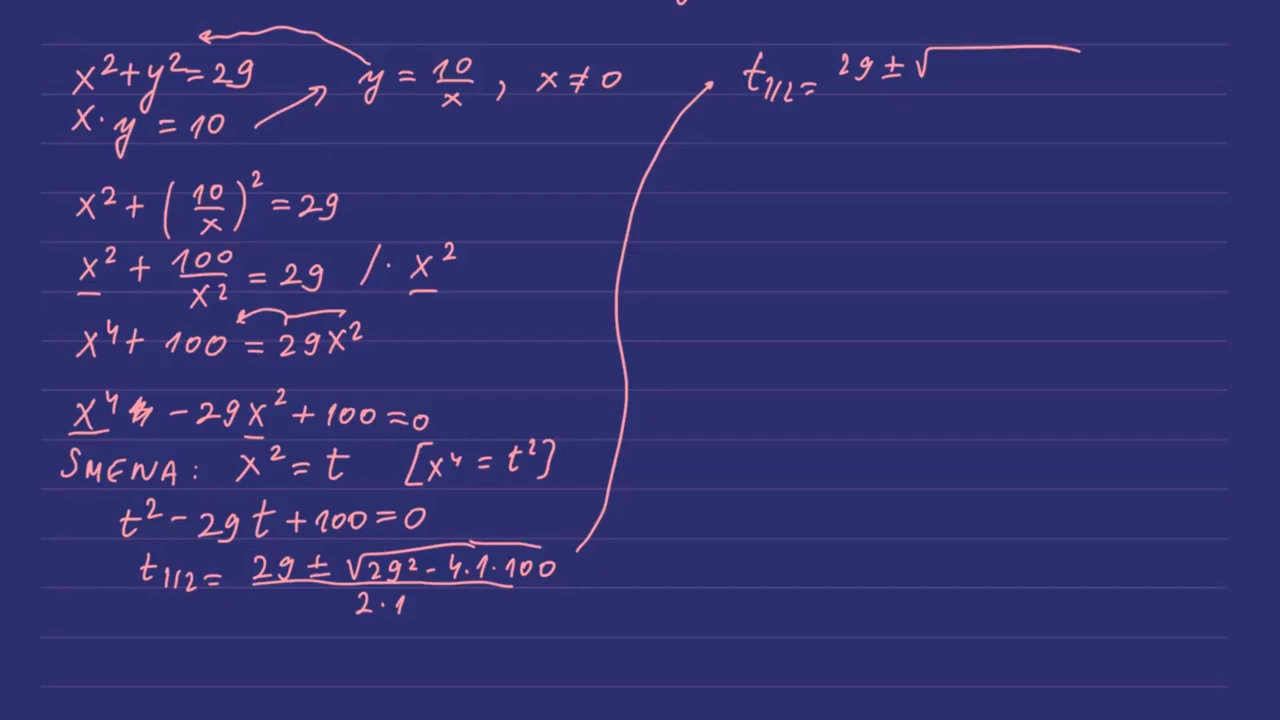 x²+y²=29
x·y=10
y = 10/x , x≠0
x²+(10/x)²=29
x²+100/x²=29 /·x²
x⁴+100=29x²
x⁴ -29x²+100=0
SMENA: x²=t [x⁴=t²]
t²-29t+100=0
t1/2= (29±√(29²-4·1·100))/(2·1)
t1/2= 29±√